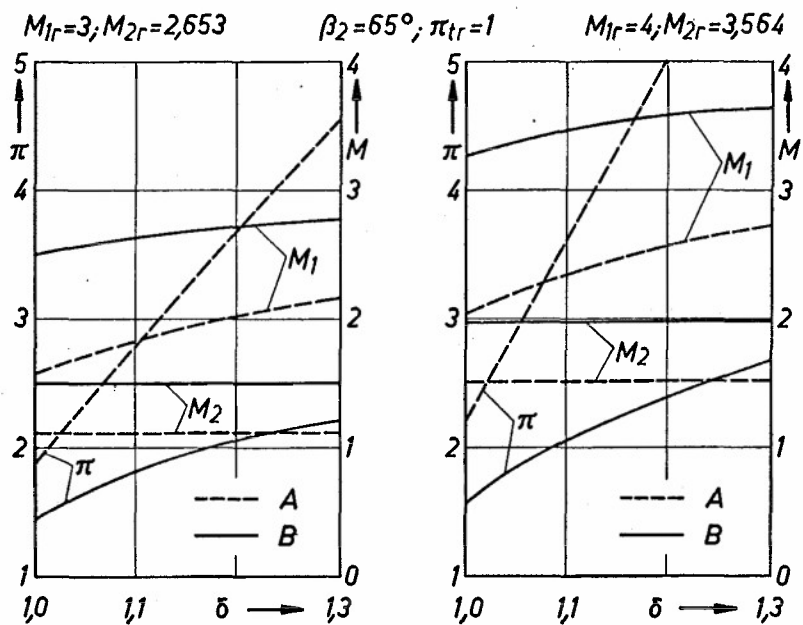 M1r=3; M2r=2,653 β2=65°; πtr=1 M1r=4; M2r=3,564
5 4 5 4
π M π M
4 3 4 3
M1 M1
3 2 3 2
M2 M2
2 1 2 1
π π
A A
B B
1 0 1 0
1,0 1,1 δ 1,3 1,0 1,1 δ 1,3